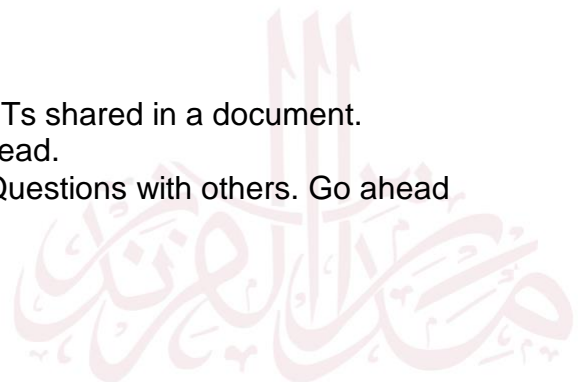 Ts shared in a document.
ead.
Questions with others. Go ahead